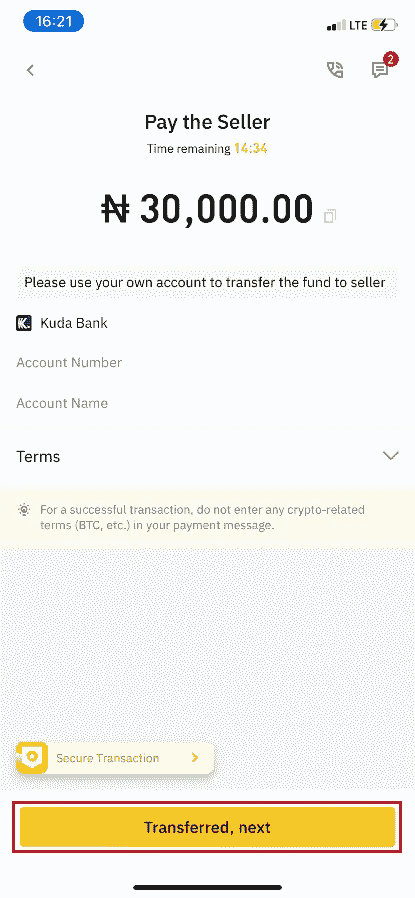 16:21
LTE
2
Pay the Seller
Time remaining 14:34
₦ 30,000.00
Please use your own account to transfer the fund to seller
K. Kuda Bank
Account Number
Account Name
Terms
For a successful transaction, do not enter any crypto-related
terms (BTC, etc.) in your payment message.
Secure Transaction
Transferred, next